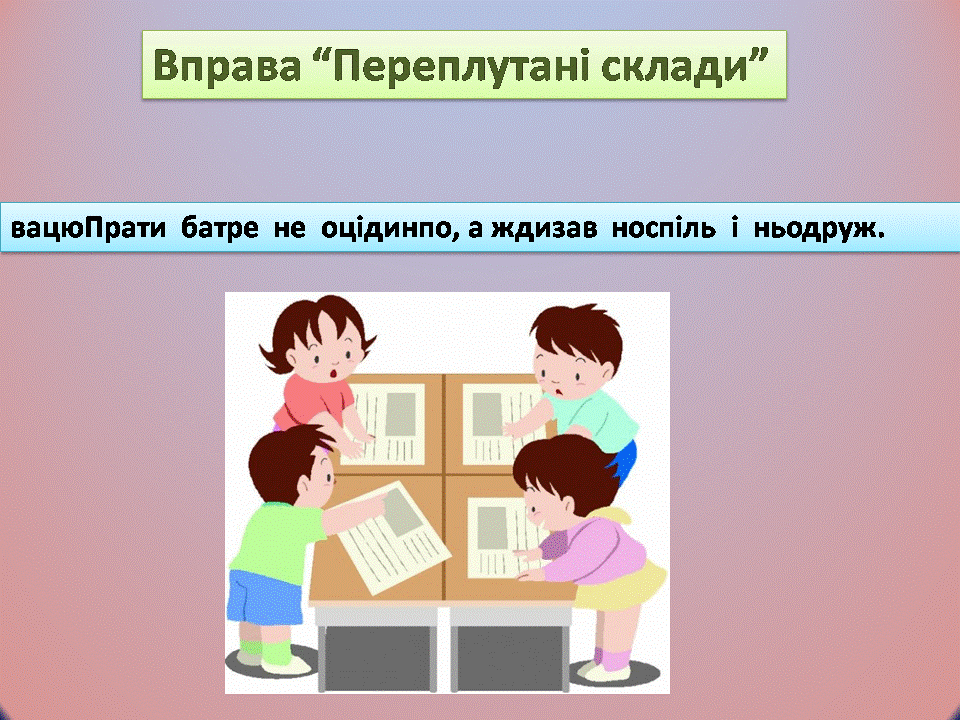 Вправа “Переплутані склади”
вацюПрати батре не оцідинпо, а ждизав носпіль і ньодруж.